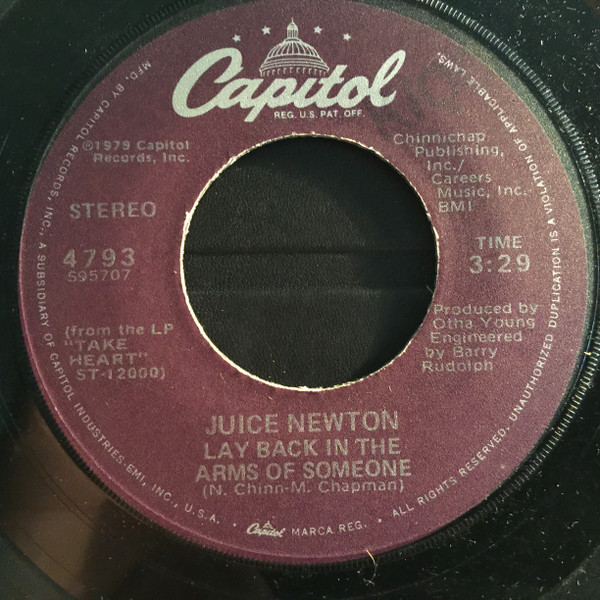 Capitol
REG. U.S. PAT. OFF.
MFD. BY CAPITOL RECORDS, INC., A SUBSIDIARY OF CAPITOL INDUSTRIES-EMI, INC., U.S.A. • Capitol MARCA REG. • ALL RIGHTS RESERVED. UNAUTHORIZED DUPLICATION IS A VIOLATION OF APPLICABLE LAWS.
℗1979 Capitol
Records, Inc.
STEREO
4793
S95707
(from the LP
"TAKE
HEART"
ST-12000)
Chinnichap
Publishing,
Inc./
Careers
Music, Inc.-
BMI
TIME
3:29
Produced by
Otha Young
Engineered
by Barry
Rudolph
JUICE NEWTON
LAY BACK IN THE
ARMS OF SOMEONE
(N. Chinn-M. Chapman)